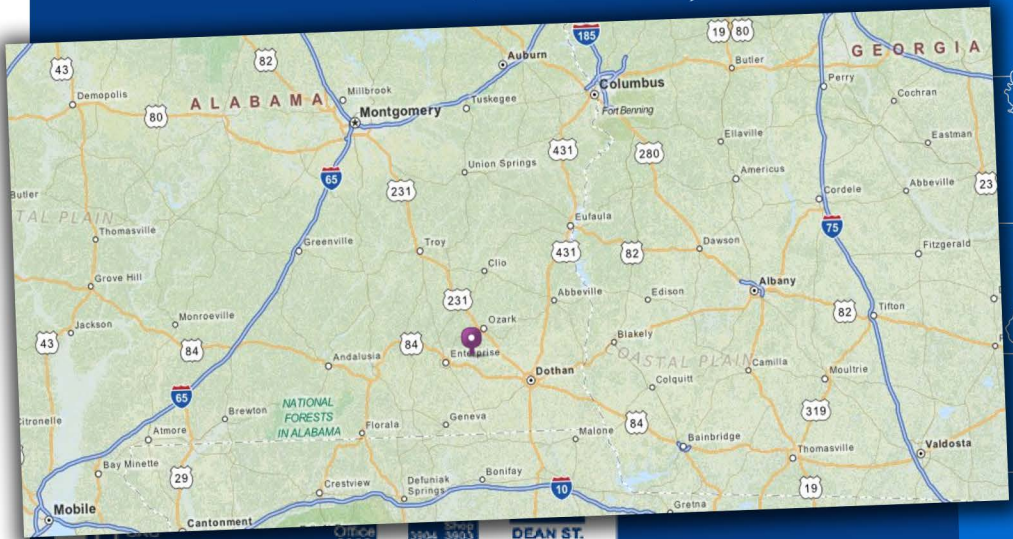 185
19
80
43
82
Auburn
Butler
GEORGIA
Demopolis
ALABAMA
Millbrook
Columbus
Perry
80
Montgomery
Tuskegee
Fort Benning
Cochran
431
280
Ellaville
Eastman
65
231
Union Springs
Americus
Abbeville
23
Butler
TAL PLAIN
Cordele
Thomasville
Greenville
Troy
Eufaula
75
Fitzgerald
431
82
Dawson
Clio
Grove Hill
231
Abbeville
Edison
Albany
82
Tifton
Jackson
Monroeville
Ozark
43
84
84
Enterprise
Blakely
COASTAL PLAIN
Andalusia
Dothan
Camilla
Moultrie
Colquitt
65
NATIONAL
FORESTS
IN ALABAMA
319
Citronelle
Brewton
Geneva
84
Atmore
Florala
Malone
Bainbridge
Thomasville
Valdosta
Bay Minette
29
Bonifay
10
19
Crestview
Defuniak
Springs
Gretna
Mobile
Cantonment
Office
Shop
3904 3903
DEAN ST.